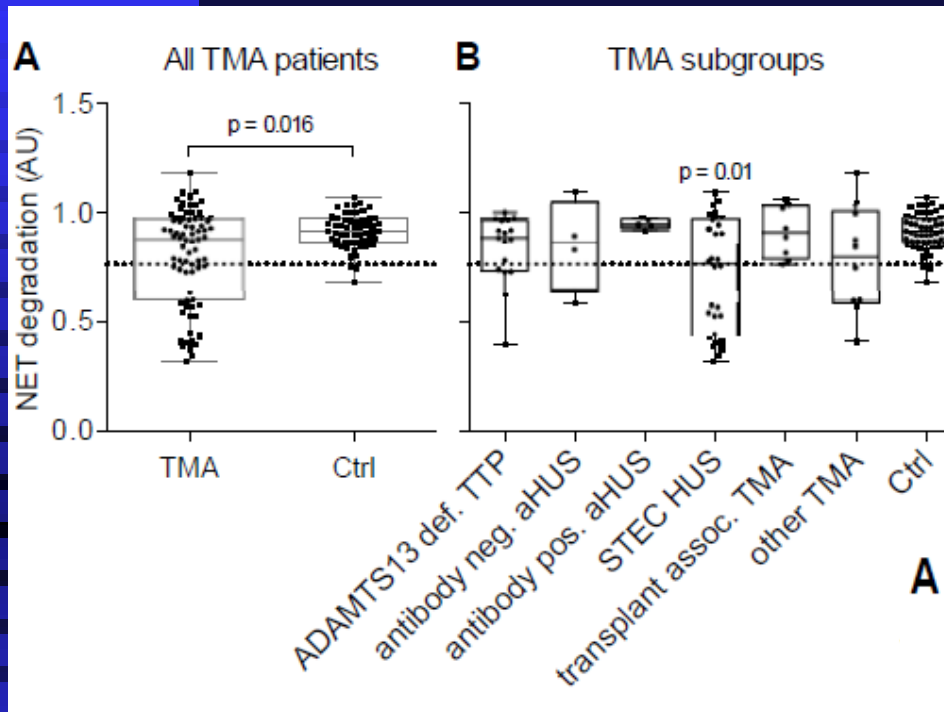 A
All TMA patients
NET degradation (AU)
1.5
1.0
0.5
0.0
p = 0.016
TMA
Ctrl
B
TMA subgroups
p = 0.01
ADAMTS13 def. TTP
antibody neg. aHUS
antibody pos. aHUS
STEC HUS
transplant assoc. TMA
other TMA
Ctrl
A